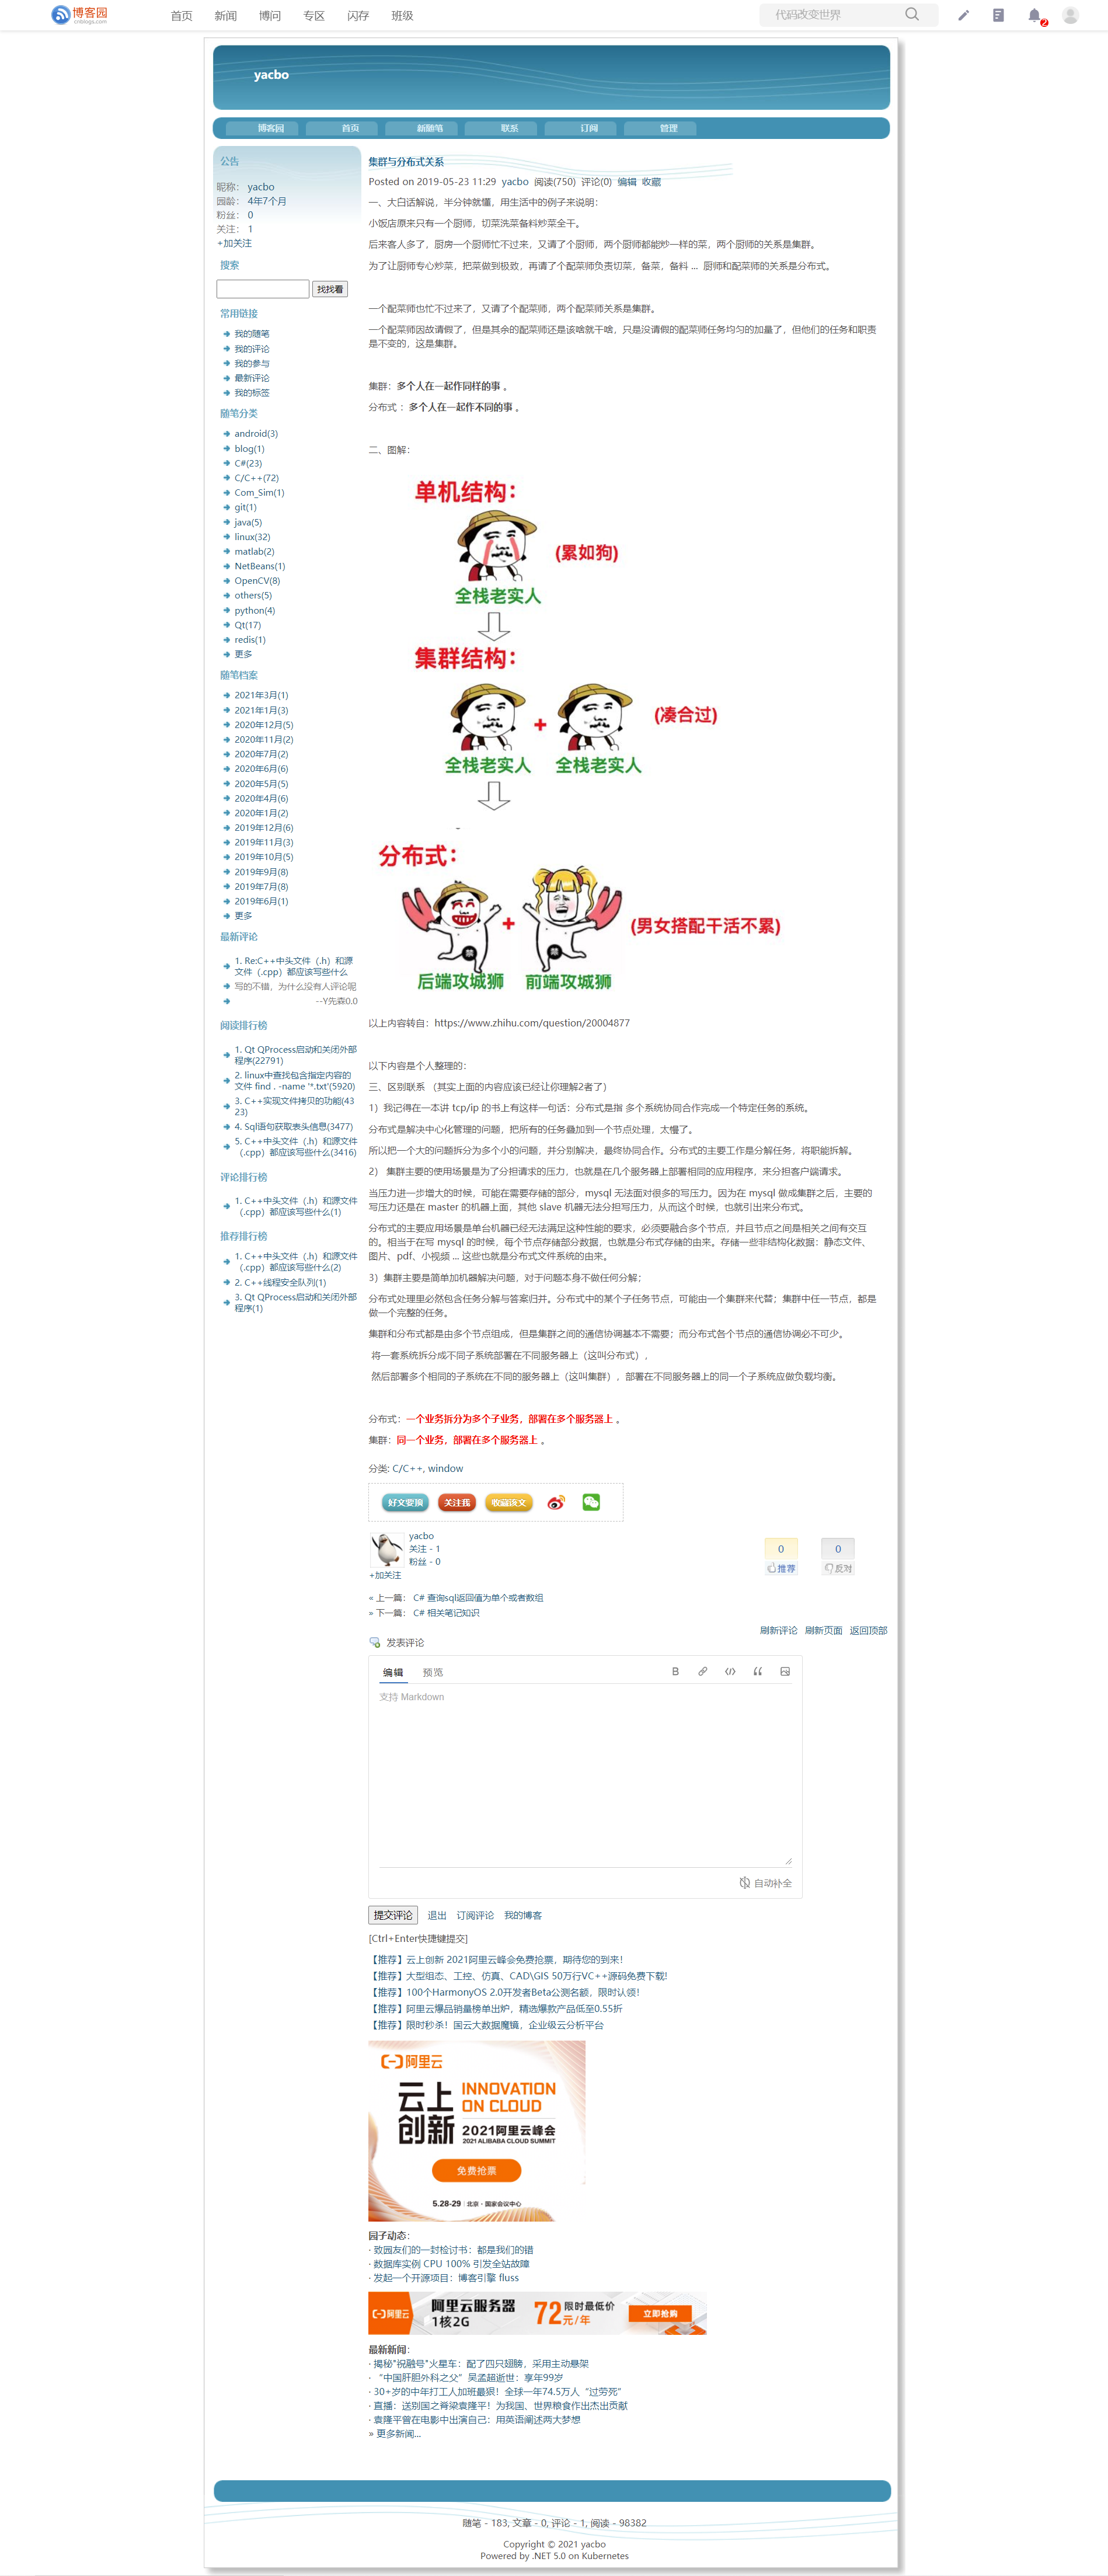 博客园
cnblogs.com
首页 新闻 博问 专区 闪存 班级
代码改变世界
2
yacbo
博客园 首页 新随笔 联系 订阅 管理
公告
昵称： yacbo
园龄： 4年7个月
粉丝： 0
关注： 1
+加关注
搜索
找找看
常用链接
我的随笔
我的评论
我的参与
最新评论
我的标签
随笔分类
android(3)
blog(1)
C#(23)
C/C++(72)
Com_Sim(1)
git(1)
java(5)
linux(32)
matlab(2)
NetBeans(1)
OpenCV(8)
others(5)
python(4)
Qt(17)
redis(1)
更多
随笔档案
2021年3月(1)
2021年1月(3)
2020年12月(5)
2020年11月(2)
2020年7月(2)
2020年6月(6)
2020年5月(5)
2020年4月(6)
2020年1月(2)
2019年12月(6)
2019年11月(3)
2019年10月(5)
2019年9月(8)
2019年7月(8)
2019年6月(1)
更多
最新评论
1. Re:C++中头文件（.h）和源
文件（.cpp）都应该写些什么
写的不错，为什么没有人评论呢
--Y先森0.0
阅读排行榜
1. Qt QProcess启动和关闭外部
程序(22791)
2. linux中查找包含指定内容的
文件 find . -name '*.txt'(5920)
3. C++实现文件拷贝的功能(43
23)
4. Sql语句获取表头信息(3477)
5. C++中头文件（.h）和源文件
（.cpp）都应该写些什么(3416)
评论排行榜
1. C++中头文件（.h）和源文件
（.cpp）都应该写些什么(1)
推荐排行榜
1. C++中头文件（.h）和源文件
（.cpp）都应该写些什么(2)
2. C++线程安全队列(1)
3. Qt QProcess启动和关闭外部
程序(1)
集群与分布式关系
Posted on 2019-05-23 11:29 yacbo 阅读(750) 评论(0) 编辑 收藏
一、大白话解说，半分钟就懂，用生活中的例子来说明：
小饭店原来只有一个厨师，切菜洗菜备料炒菜全干。
后来客人多了，厨房一个厨师忙不过来，又请了个厨师，两个厨师都能炒一样的菜，两个厨师的关系是集群。
为了让厨师专心炒菜，把菜做到极致，再请了个配菜师负责切菜，备菜，备料 ... 厨师和配菜师的关系是分布式。
一个配菜师也忙不过来了，又请了个配菜师，两个配菜师关系是集群。
一个配菜师因故请假了，但是其余的配菜师还是该啥就干啥，只是没请假的配菜师任务均匀的加量了，但他们的任务和职责
是不变的，这是集群。
集群：多个人在一起作同样的事 。
分布式 ：多个人在一起作不同的事 。
二、图解：
单机结构：
(累如狗)
全栈老实人
集群结构：
+
(凑合过)
全栈老实人 全栈老实人
分布式：
+
(男女搭配干活不累)
禁 禁
后端攻城狮 前端攻城狮
以上内容转自：https://www.zhihu.com/question/20004877
以下内容是个人整理的：
三、区别联系 （其实上面的内容应该已经让你理解2者了）
1）我记得在一本讲 tcp/ip 的书上有这样一句话：分布式是指 多个系统协同合作完成一个特定任务的系统。
分布式是解决中心化管理的问题，把所有的任务叠加到一个节点处理，太慢了。
所以把一个大的问题拆分为多个小的问题，并分别解决，最终协同合作。分布式的主要工作是分解任务，将职能拆解。
2） 集群主要的使用场景是为了分担请求的压力，也就是在几个服务器上部署相同的应用程序，来分担客户端请求。
当压力进一步增大的时候，可能在需要存储的部分，mysql 无法面对很多的写压力。因为在 mysql 做成集群之后，主要的
写压力还是在 master 的机器上面，其他 slave 机器无法分担写压力，从而这个时候，也就引出来分布式。
分布式的主要应用场景是单台机器已经无法满足这种性能的要求，必须要融合多个节点，并且节点之间是相关之间有交互
的。相当于在写 mysql 的时候，每个节点存储部分数据，也就是分布式存储的由来。存储一些非结构化数据：静态文件、
图片、pdf、小视频 ... 这些也就是分布式文件系统的由来。
3）集群主要是简单加机器解决问题，对于问题本身不做任何分解；
分布式处理里必然包含任务分解与答案归并。分布式中的某个子任务节点，可能由一个集群来代替；集群中任一节点，都是
做一个完整的任务。
集群和分布式都是由多个节点组成，但是集群之间的通信协调基本不需要；而分布式各个节点的通信协调必不可少。
将一套系统拆分成不同子系统部署在不同服务器上（这叫分布式），
然后部署多个相同的子系统在不同的服务器上（这叫集群），部署在不同服务器上的同一个子系统应做负载均衡。
分布式：一个业务拆分为多个子业务，部署在多个服务器上 。
集群：同一个业务，部署在多个服务器上 。
分类: C/C++, window
好文要顶 关注我 收藏该文
yacbo
关注 - 1
粉丝 - 0
+加关注
0 0
推荐 反对
« 上一篇： C# 查询sql返回值为单个或者数组
» 下一篇： C# 相关笔记知识
刷新评论 刷新页面 返回顶部
发表评论
编辑 预览 B
支持 Markdown
自动补全
提交评论 退出 订阅评论 我的博客
[Ctrl+Enter快捷键提交]
【推荐】云上创新 2021阿里云峰会免费抢票，期待您的到来！
【推荐】大型组态、工控、仿真、CAD\GIS 50万行VC++源码免费下载!
【推荐】100个HarmonyOS 2.0开发者Beta公测名额，限时认领！
【推荐】阿里云爆品销量榜单出炉，精选爆款产品低至0.55折
【推荐】限时秒杀！国云大数据魔镜，企业级云分析平台
阿里云
云上
创新
INNOVATION
ON CLOUD
2021阿里云峰会
2021 ALIBABA CLOUD SUMMIT
免费抢票
5.28-29 | 北京·国家会议中心
园子动态：
· 致园友们的一封检讨书：都是我们的错
· 数据库实例 CPU 100% 引发全站故障
· 发起一个开源项目：博客引擎 fluss
阿里云 阿里云服务器 1核2G 72 限时最低价 元/年 立即抢购
最新新闻：
· 揭秘"祝融号"火星车：配了四只翅膀，采用主动悬架
· “中国肝胆外科之父”吴孟超逝世：享年99岁
· 30+岁的中年打工人加班最狠！全球一年74.5万人“过劳死”
· 直播：送别国之脊梁袁隆平！为我国、世界粮食作出杰出贡献
· 袁隆平曾在电影中出演自己：用英语阐述两大梦想
» 更多新闻...
随笔 - 183, 文章 - 0, 评论 - 1, 阅读 - 98382
Copyright © 2021 yacbo
Powered by .NET 5.0 on Kubernetes